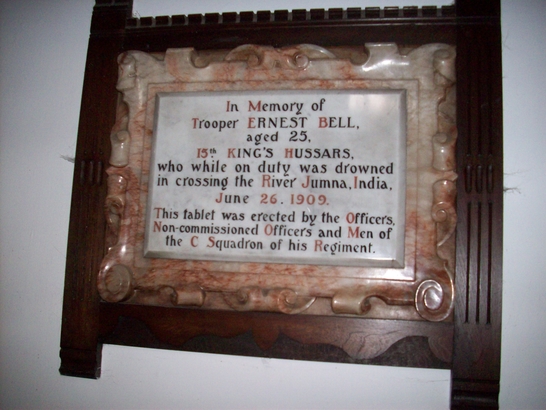 In Memory of
Trooper ERNEST BELL,
aged 25,
15th KING'S HUSSARS,
who while on duty was drowned
in crossing the River Jumna, India,
June 26. 1909.
This tablet was erected by the Officers,
Non-commissioned Officers and Men of
the C Squadron of his Regiment.